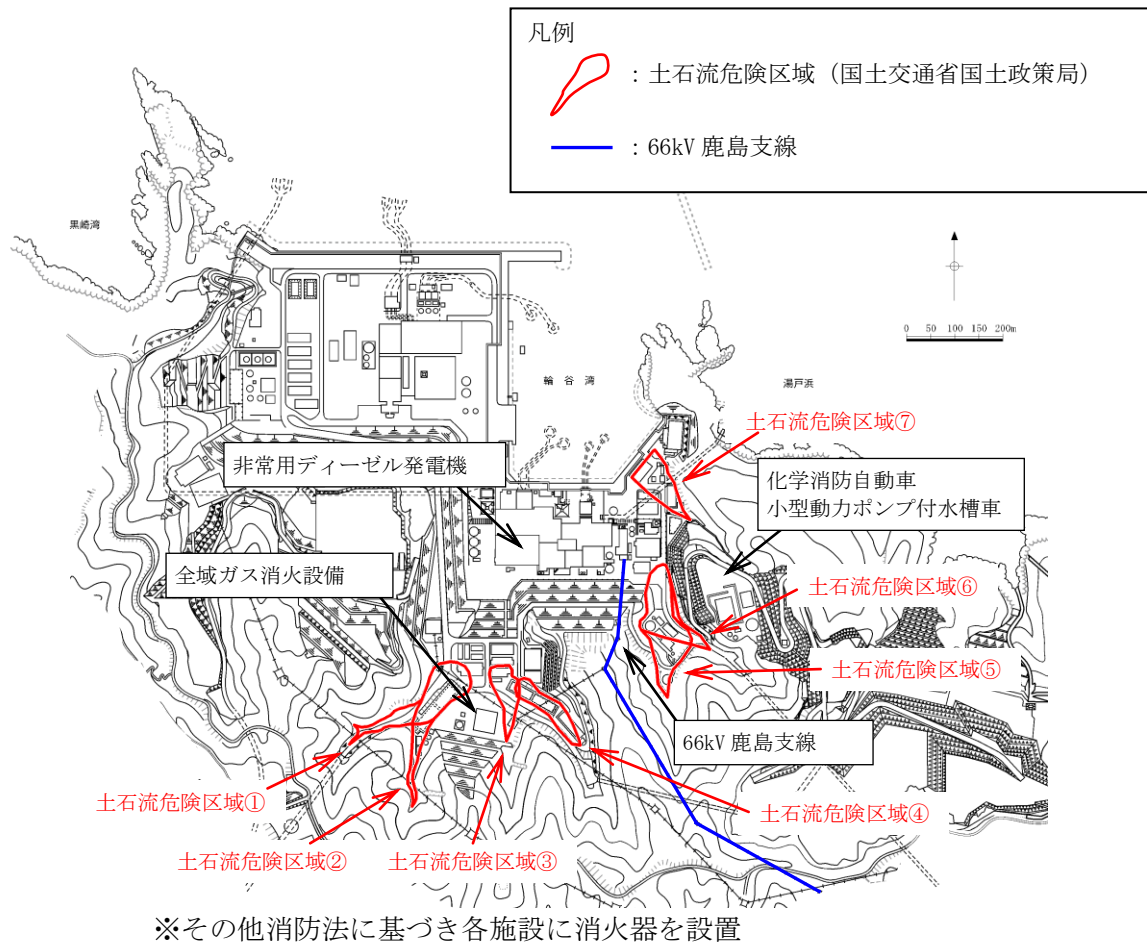 凡例
：土石流危険区域（国土交通省国土政策局）
：66kV 鹿島支線
黒崎湾
0 50 100 150 200m
輪谷湾
湯戸浜
土石流危険区域⑦
非常用ディーゼル発電機
化学消防自動車
小型動力ポンプ付水槽車
全域ガス消火設備
土石流危険区域⑥
土石流危険区域⑤
66kV 鹿島支線
土石流危険区域①
土石流危険区域④
土石流危険区域②
土石流危険区域③
※その他消防法に基づき各施設に消火器を設置